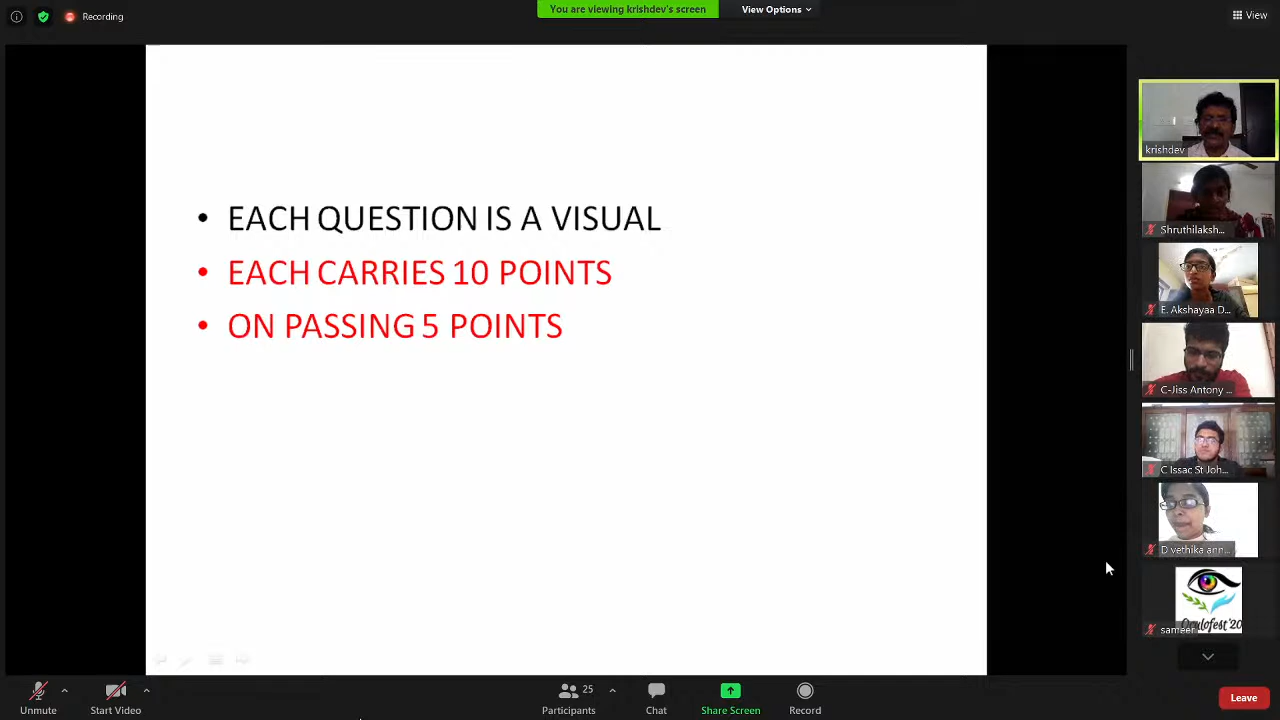 Recording
You are viewing krishdev's screen
View Options
View
• EACH QUESTION IS A VISUAL
• EACH CARRIES 10 POINTS
• ON PASSING 5 POINTS
krishdev
Shruthilaksh...
E. Akshayaa D...
C-Jiss Antony ...
C Issac St Joh...
D vethika ann...
Oculofest'20
sameer
Unmute
Start Video
25
Participants
Chat
Share Screen
Record
Leave